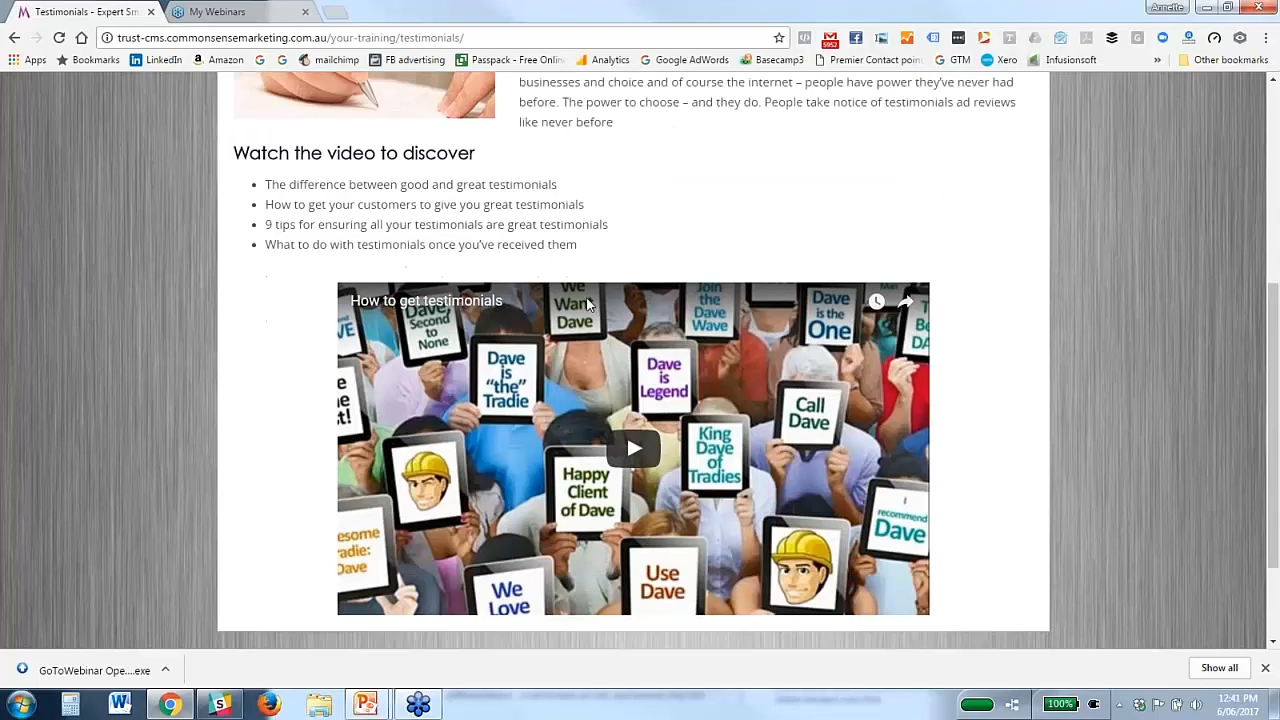 Testimonials - Expert Sm
My Webinars
Annette
trust-cms.commonsensemarketing.com.au/your-training/testimonials/
5952
Apps
Bookmarks
LinkedIn
Amazon
mailchimp
FB advertising
Passpack - Free Onli
Analytics
Google AdWords
Basecamp3
Premier Contact poin
GTM
Xero
Infusionsoft
»
Other bookmarks
businesses and choice and of course the internet – people have power they've never had
before. The power to choose – and they do. People take notice of testimonials ad reviews
like never before
Watch the video to discover
• The difference between good and great testimonials
• How to get your customers to give you great testimonials
• 9 tips for ensuring all your testimonials are great testimonials
• What to do with testimonials once you've received them
How to get testimonials
Dave,
Second
to
None
We
Want
Dave
Join
the
Dave
Wave
Dave
is the
One
Dave
is
"the"
Tradie
Dave
is
Legend
Call
Dave
King
Dave
of
Tradies
Happy
Client
of Dave
I
recommend
Dave
esome
radie:
Dave
We
Love
Use
Dave
GoToWebinar Ope....exe
Show all
100%
12:41 PM
6/06/2017